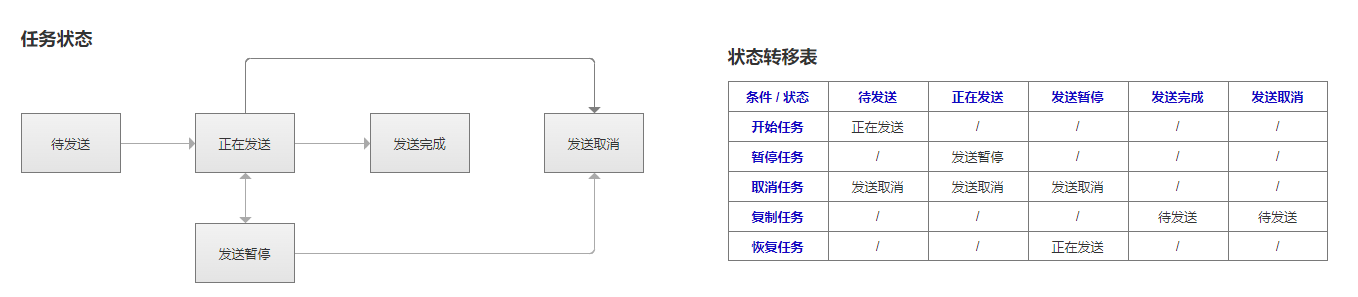 任务状态
待发送
正在发送
发送完成
发送取消
发送暂停
状态转移表
条件 / 状态 待发送 正在发送 发送暂停 发送完成 发送取消
开始任务 正在发送 / / / /
暂停任务 / 发送暂停 / / /
取消任务 发送取消 发送取消 发送取消 / /
复制任务 / / / 待发送 待发送
恢复任务 / / 正在发送 / /